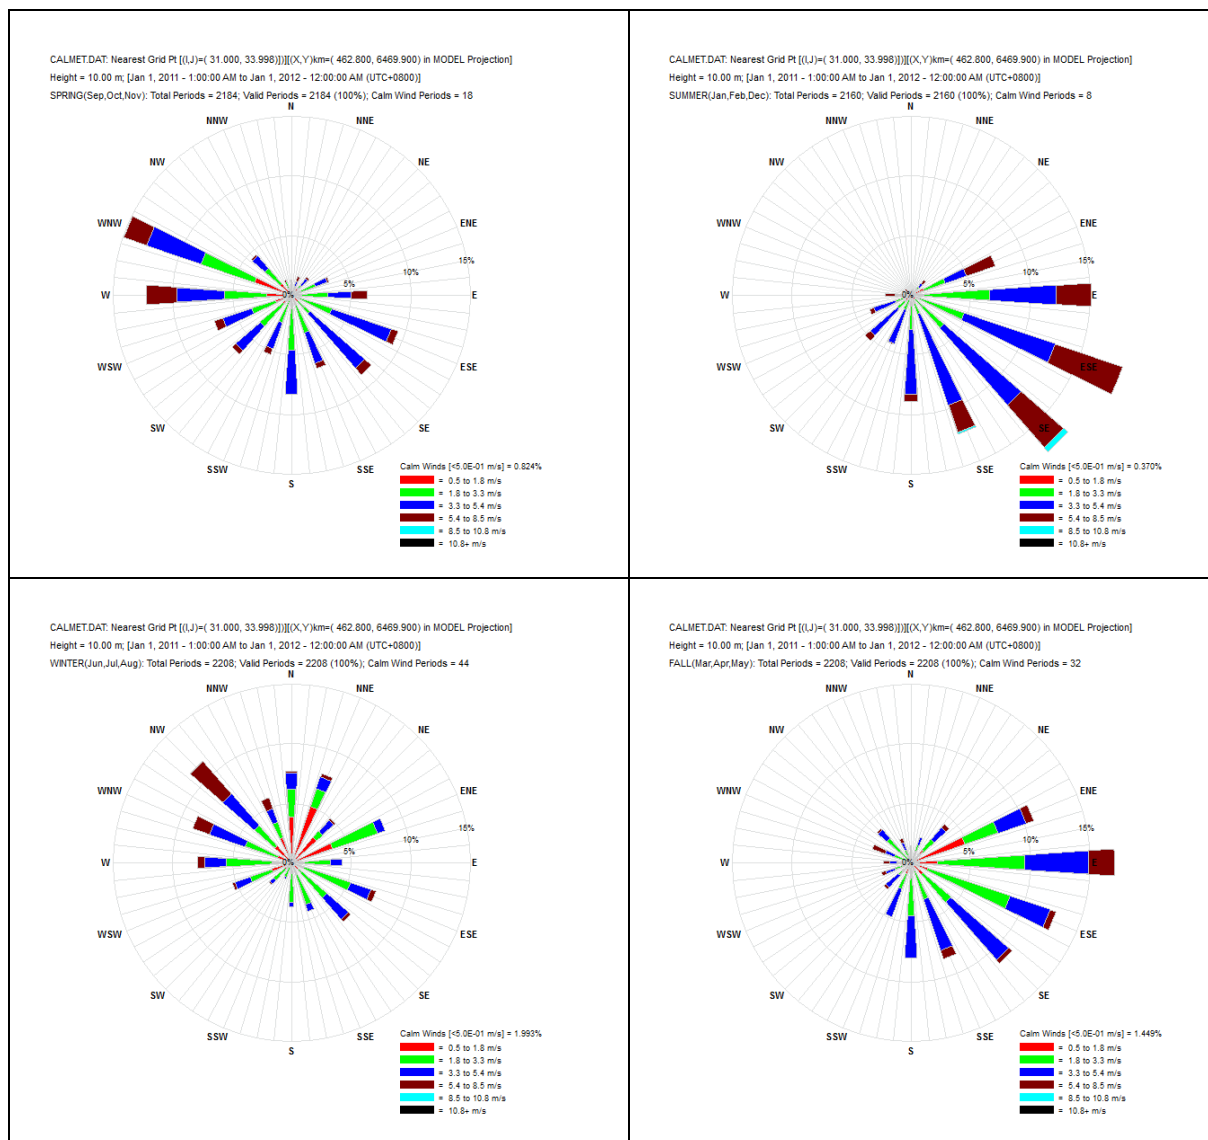 CALMET.DAT: Nearest Grid Pt [(I,J)=( 31.000, 33.998)])][(X,Y)km=( 462.800, 6469.900) in MODEL Projection]
Height = 10.00 m; [Jan 1, 2011 - 1:00:00 AM to Jan 1, 2012 - 12:00:00 AM (UTC+0800)]
SPRING(Sep,Oct,Nov): Total Periods = 2184; Valid Periods = 2184 (100%); Calm Wind Periods = 18
N
NNW
NNE
NW
NE
WNW
ENE
15%
10%
5%
0%
W
E
WSW
ESE
SW
SE
SSW
SSE
S
Calm Winds [<5.0E-01 m/s] = 0.824%
= 0.5 to 1.8 m/s
= 1.8 to 3.3 m/s
= 3.3 to 5.4 m/s
= 5.4 to 8.5 m/s
= 8.5 to 10.8 m/s
= 10.8+ m/s
CALMET.DAT: Nearest Grid Pt [(I,J)=( 31.000, 33.998)])][(X,Y)km=( 462.800, 6469.900) in MODEL Projection]
Height = 10.00 m; [Jan 1, 2011 - 1:00:00 AM to Jan 1, 2012 - 12:00:00 AM (UTC+0800)]
SUMMER(Jan,Feb,Dec): Total Periods = 2160; Valid Periods = 2160 (100%); Calm Wind Periods = 8
N
NNW
NNE
NW
NE
WNW
ENE
15%
10%
5%
0%
W
E
WSW
ESE
SW
SE
SSW
SSE
S
Calm Winds [<5.0E-01 m/s] = 0.370%
= 0.5 to 1.8 m/s
= 1.8 to 3.3 m/s
= 3.3 to 5.4 m/s
= 5.4 to 8.5 m/s
= 8.5 to 10.8 m/s
= 10.8+ m/s
CALMET.DAT: Nearest Grid Pt [(I,J)=( 31.000, 33.998)])][(X,Y)km=( 462.800, 6469.900) in MODEL Projection]
Height = 10.00 m; [Jan 1, 2011 - 1:00:00 AM to Jan 1, 2012 - 12:00:00 AM (UTC+0800)]
WINTER(Jun,Jul,Aug): Total Periods = 2208; Valid Periods = 2208 (100%); Calm Wind Periods = 44
N
NNW
NNE
NW
NE
WNW
ENE
15%
10%
5%
0%
W
E
WSW
ESE
SW
SE
SSW
SSE
S
Calm Winds [<5.0E-01 m/s] = 1.993%
= 0.5 to 1.8 m/s
= 1.8 to 3.3 m/s
= 3.3 to 5.4 m/s
= 5.4 to 8.5 m/s
= 8.5 to 10.8 m/s
= 10.8+ m/s
CALMET.DAT: Nearest Grid Pt [(I,J)=( 31.000, 33.998)])][(X,Y)km=( 462.800, 6469.900) in MODEL Projection]
Height = 10.00 m; [Jan 1, 2011 - 1:00:00 AM to Jan 1, 2012 - 12:00:00 AM (UTC+0800)]
FALL(Mar,Apr,May): Total Periods = 2208; Valid Periods = 2208 (100%); Calm Wind Periods = 32
N
NNW
NNE
NW
NE
WNW
ENE
15%
10%
5%
0%
W
E
WSW
ESE
SW
SE
SSW
SSE
S
Calm Winds [<5.0E-01 m/s] = 1.449%
= 0.5 to 1.8 m/s
= 1.8 to 3.3 m/s
= 3.3 to 5.4 m/s
= 5.4 to 8.5 m/s
= 8.5 to 10.8 m/s
= 10.8+ m/s